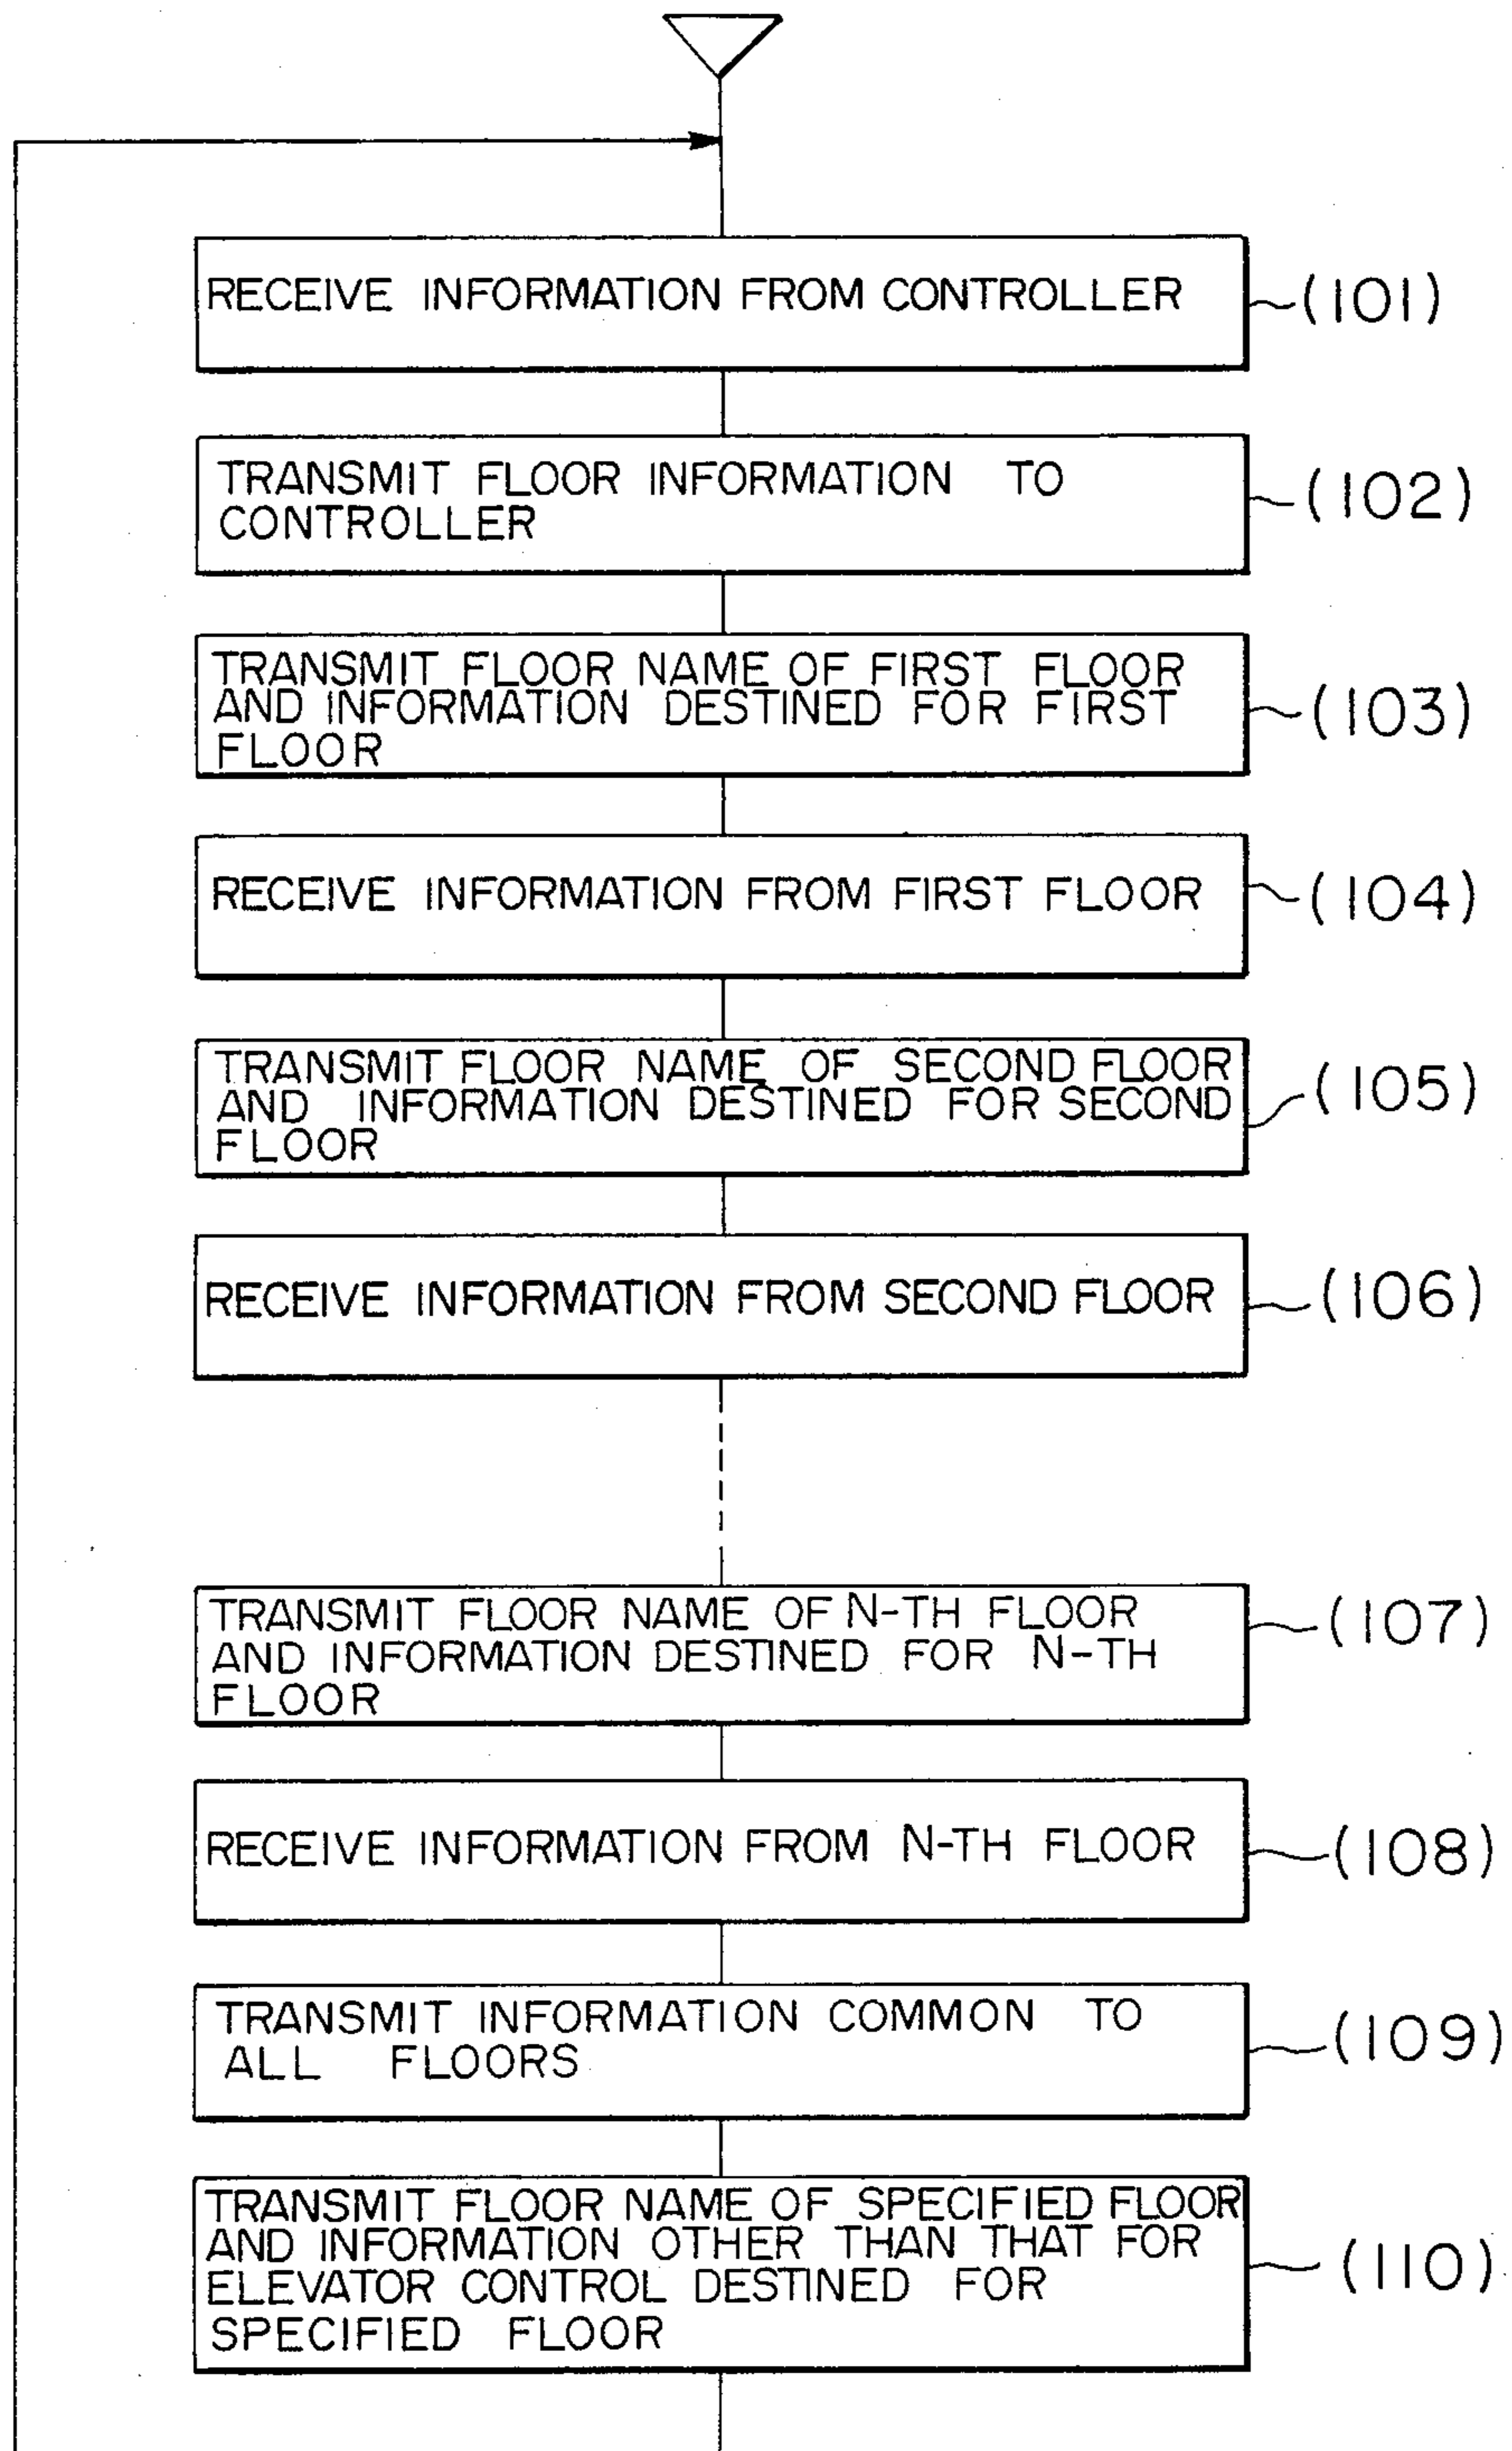 RECEIVE INFORMATION FROM CONTROLLER
(101)
TRANSMIT FLOOR INFORMATION TO
CONTROLLER
(102)
TRANSMIT FLOOR NAME OF FIRST FLOOR
AND INFORMATION DESTINED FOR FIRST
FLOOR
(103)
RECEIVE INFORMATION FROM FIRST FLOOR
(104)
TRANSMIT FLOOR NAME OF SECOND FLOOR
AND INFORMATION DESTINED FOR SECOND
FLOOR
(105)
RECEIVE INFORMATION FROM SECOND FLOOR
(106)
TRANSMIT FLOOR NAME OF N-TH FLOOR
AND INFORMATION DESTINED FOR N-TH
FLOOR
(107)
RECEIVE INFORMATION FROM N-TH FLOOR
(108)
TRANSMIT INFORMATION COMMON TO
ALL FLOORS
(109)
TRANSMIT FLOOR NAME OF SPECIFIED FLOOR
AND INFORMATION OTHER THAN THAT FOR
ELEVATOR CONTROL DESTINED FOR
SPECIFIED FLOOR
(110)